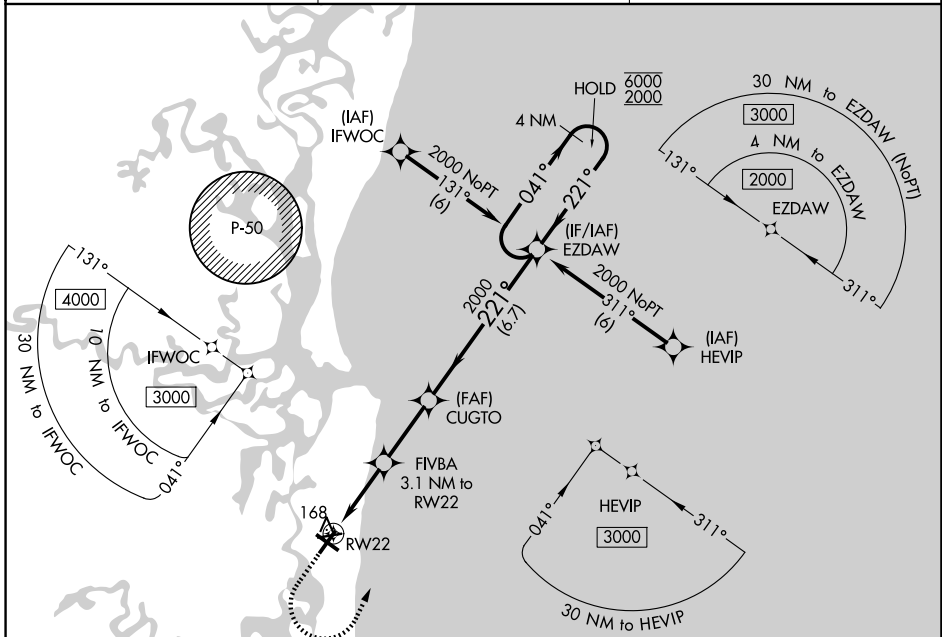 HOLD 6000
2000
4 NM
(IAF)
IFWOC
2000 NoPT
131°
(6)
041°
221°
(IF/IAF)
EZDAW
2000 NoPT
311°
(6)
(IAF)
HEVIP
2000
221°
(6.7)
(FAF)
CUGTO
FIVBA
3.1 NM to
RW22
168
RW22
P-50
30 NM to EZDAW (NoPT)
3000
4 NM to EZDAW
2000
EZDAW
131°
311°
131°
4000
30 NM to IFWOC
10 NM to IFWOC
IFWOC
3000
041°
HEVIP
3000
041°
311°
30 NM to HEVIP